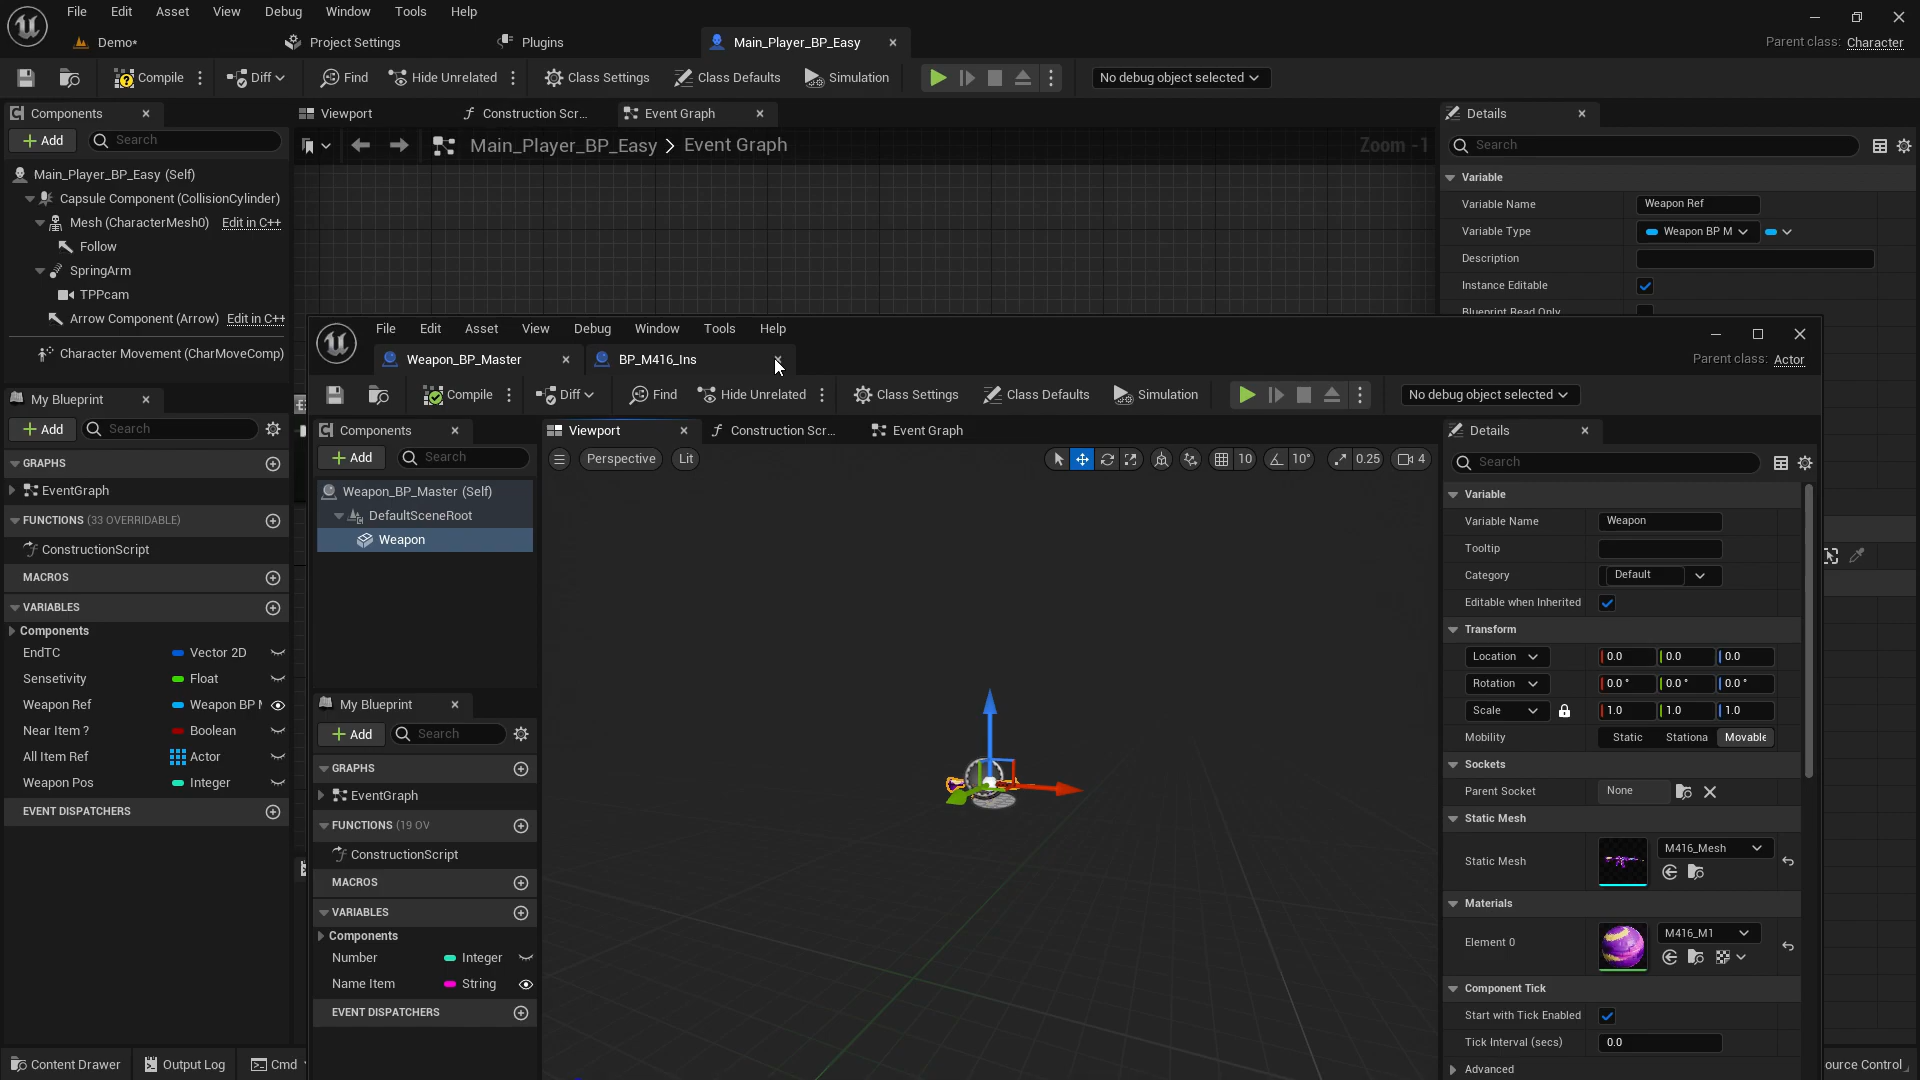 File Edit Asset View Debug Window Tools Help
Demo* Project Settings Plugins Main_Player_BP_Easy
Parent class: Character
Compile Diff Find Hide Unrelated Class Settings Class Defaults Simulation No debug object selected
Components
Viewport Construction Scr... Event Graph
Details
Add Search
Main_Player_BP_Easy > Event Graph
Zoom -1
Search
Main_Player_BP_Easy (Self)
Capsule Component (CollisionCylinder)
Mesh (CharacterMesh0) Edit in C++
Follow
SpringArm
TPPcam
Arrow Component (Arrow) Edit in C++
Character Movement (CharMoveComp)
Variable
Variable Name Weapon Ref
Variable Type Weapon BP M
Description
Instance Editable
Blueprint Read Only
My Blueprint
Add Search
GRAPHS
EventGraph
FUNCTIONS (33 OVERRIDABLE)
ConstructionScript
MACROS
VARIABLES
Components
EndTC Vector 2D
Sensetivity Float
Weapon Ref Weapon BP M
Near Item ? Boolean
All Item Ref Actor
Weapon Pos Integer
EVENT DISPATCHERS
File Edit Asset View Debug Window Tools Help
Weapon_BP_Master BP_M416_Ins
Parent class: Actor
Compile Diff Find Hide Unrelated Class Settings Class Defaults Simulation No debug object selected
Components
Viewport Construction Scr... Event Graph
Details
Add Search
Perspective Lit
10 10° 0.25 4
Search
Weapon_BP_Master (Self)
DefaultSceneRoot
Weapon
My Blueprint
Add Search
GRAPHS
EventGraph
FUNCTIONS (19 OV
ConstructionScript
MACROS
VARIABLES
Components
Number Integer
Name Item String
EVENT DISPATCHERS
Variable
Variable Name Weapon
Tooltip
Category Default
Editable when Inherited
Transform
Location 0.0 0.0 0.0
Rotation 0.0 ° 0.0 ° 0.0 °
Scale 1.0 1.0 1.0
Mobility Static Stationa Movable
Sockets
Parent Socket None
Static Mesh
Static Mesh M416_Mesh
Materials
Element 0 M416_M1
Component Tick
Start with Tick Enabled
Tick Interval (secs) 0.0
Advanced
Content Drawer Output Log Cmd
ource Control